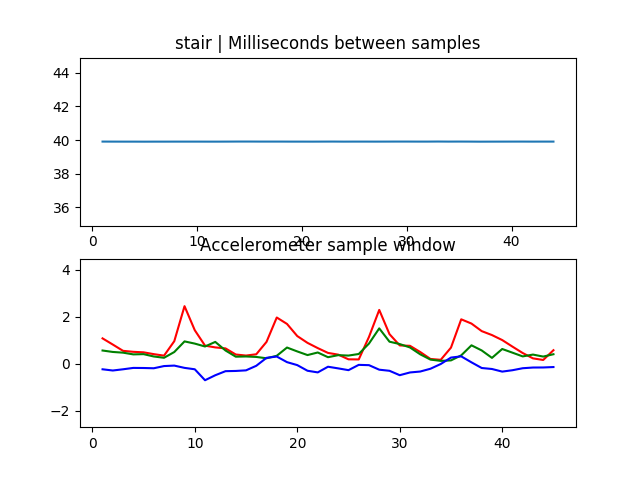 stair | Milliseconds between samples
44
42
40
38
36
0 10 20 30 40
Accelerometer sample window
4
2
0
−2
0 10 20 30 40